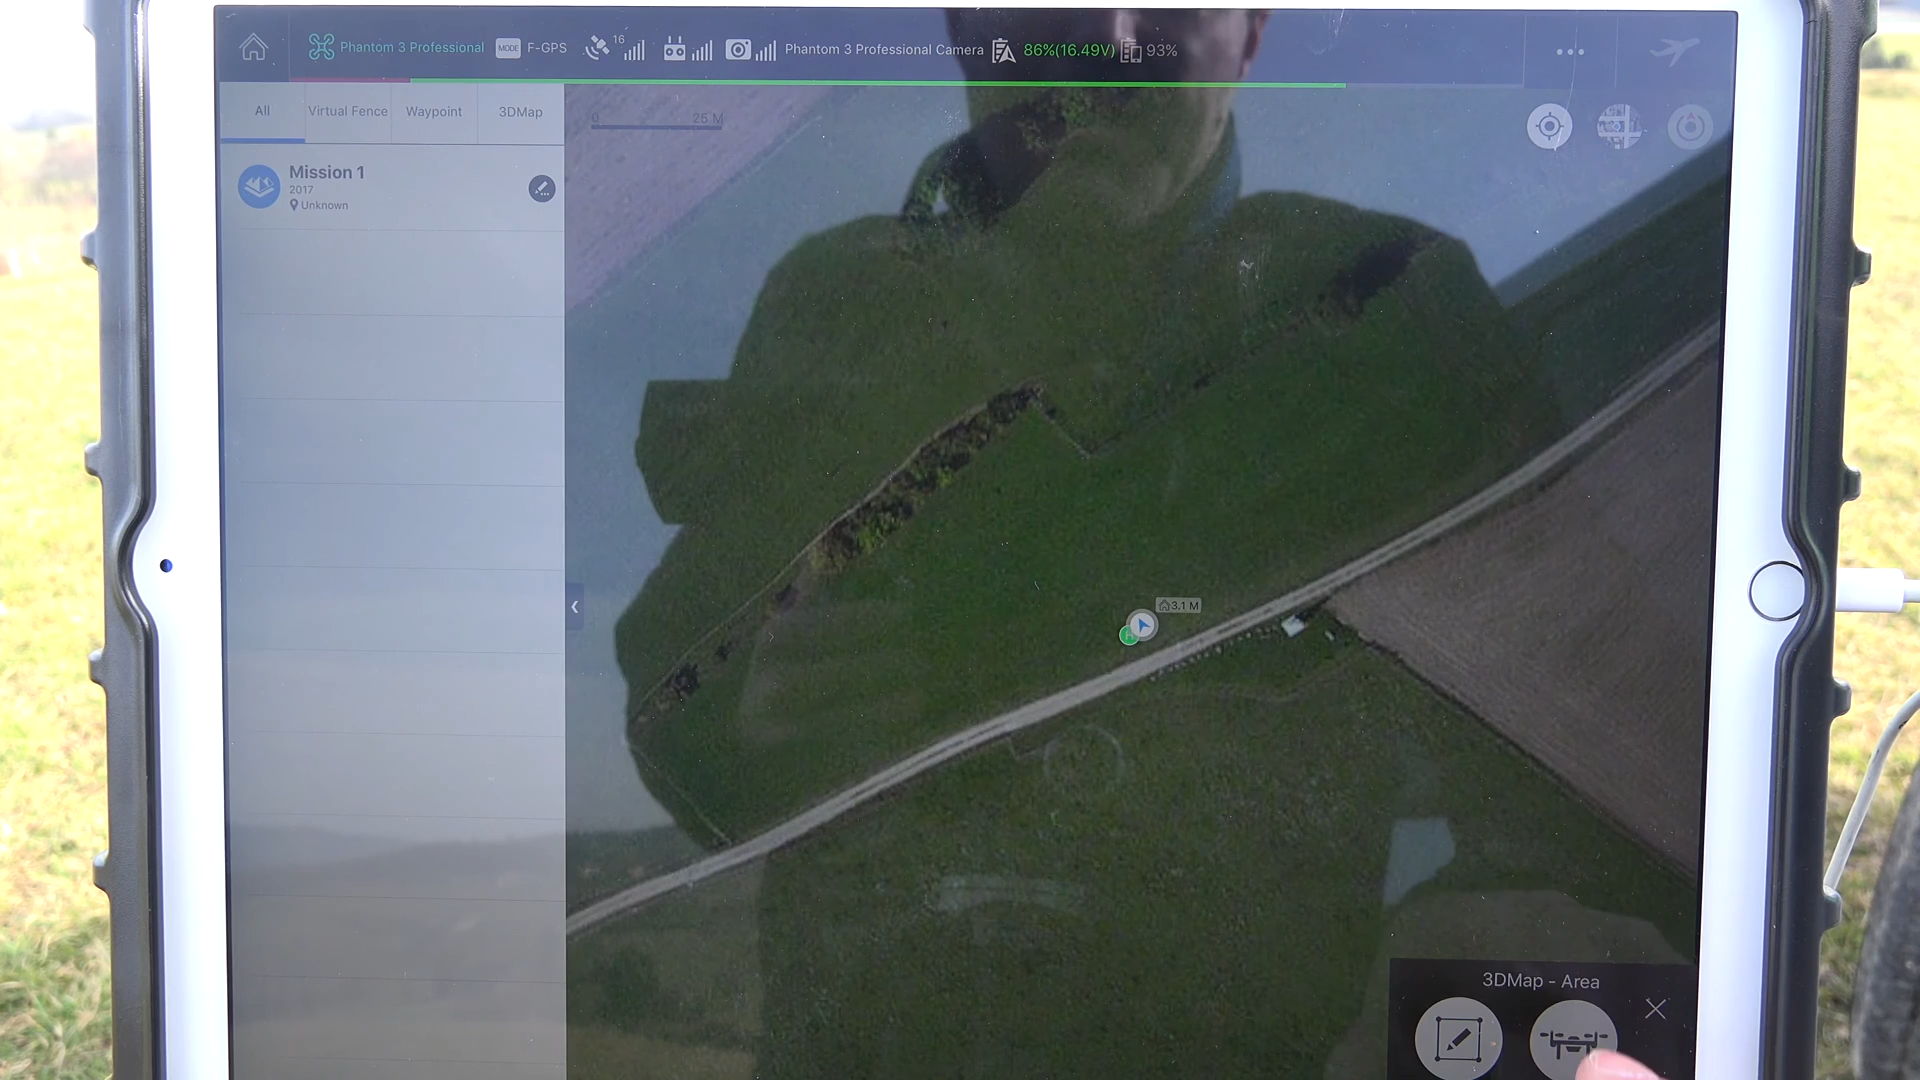 Phantom 3 Professional MODE F-GPS 16 Phantom 3 Professional Camera 86%(16.49V) 93%
All Virtual Fence Waypoint 3DMap
0 25 M
Mission 1
2017
Unknown
3.1 M
H
3DMap - Area